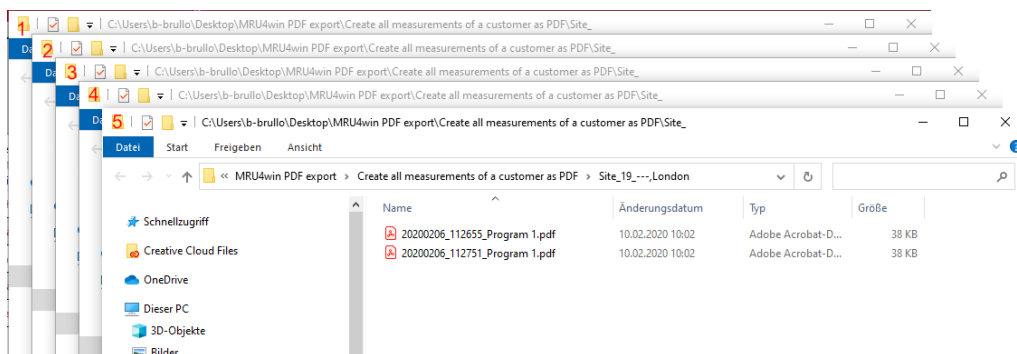 1 C:\Users\b-brullo\Desktop\MRU4win PDF export\Create all measurements of a customer as PDF\Site_
2 C:\Users\b-brullo\Desktop\MRU4win PDF export\Create all measurements of a customer as PDF\Site_
3 C:\Users\b-brullo\Desktop\MRU4win PDF export\Create all measurements of a customer as PDF\Site_
4 C:\Users\b-brullo\Desktop\MRU4win PDF export\Create all measurements of a customer as PDF\Site_
5 C:\Users\b-brullo\Desktop\MRU4win PDF export\Create all measurements of a customer as PDF\Site_
Datei Start Freigeben Ansicht
« MRU4win PDF export > Create all measurements of a customer as PDF > Site_19_---,London
Name Änderungsdatum Typ Größe
Schnellzugriff
20200206_112655_Program 1.pdf 10.02.2020 10:02 Adobe Acrobat-D... 38 KB
20200206_112751_Program 1.pdf 10.02.2020 10:02 Adobe Acrobat-D... 38 KB
Creative Cloud Files
OneDrive
Dieser PC
3D-Objekte
Bilder